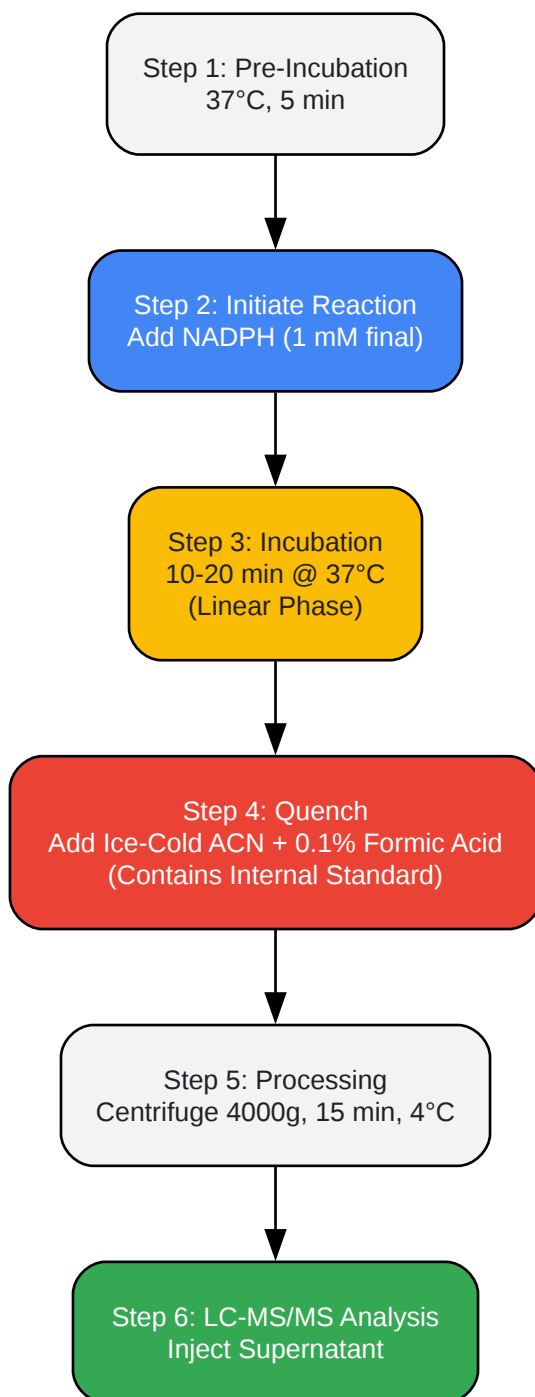 Step 1: Pre-Incubation
37°C, 5 min
Step 2: Initiate Reaction
Add NADPH (1 mM final)
Step 3: Incubation
10-20 min @ 37°C
(Linear Phase)
Step 4: Quench
Add Ice-Cold ACN + 0.1% Formic Acid
(Contains Internal Standard)
Step 5: Processing
Centrifuge 4000g, 15 min, 4°C
Step 6: LC-MS/MS Analysis
Inject Supernatant